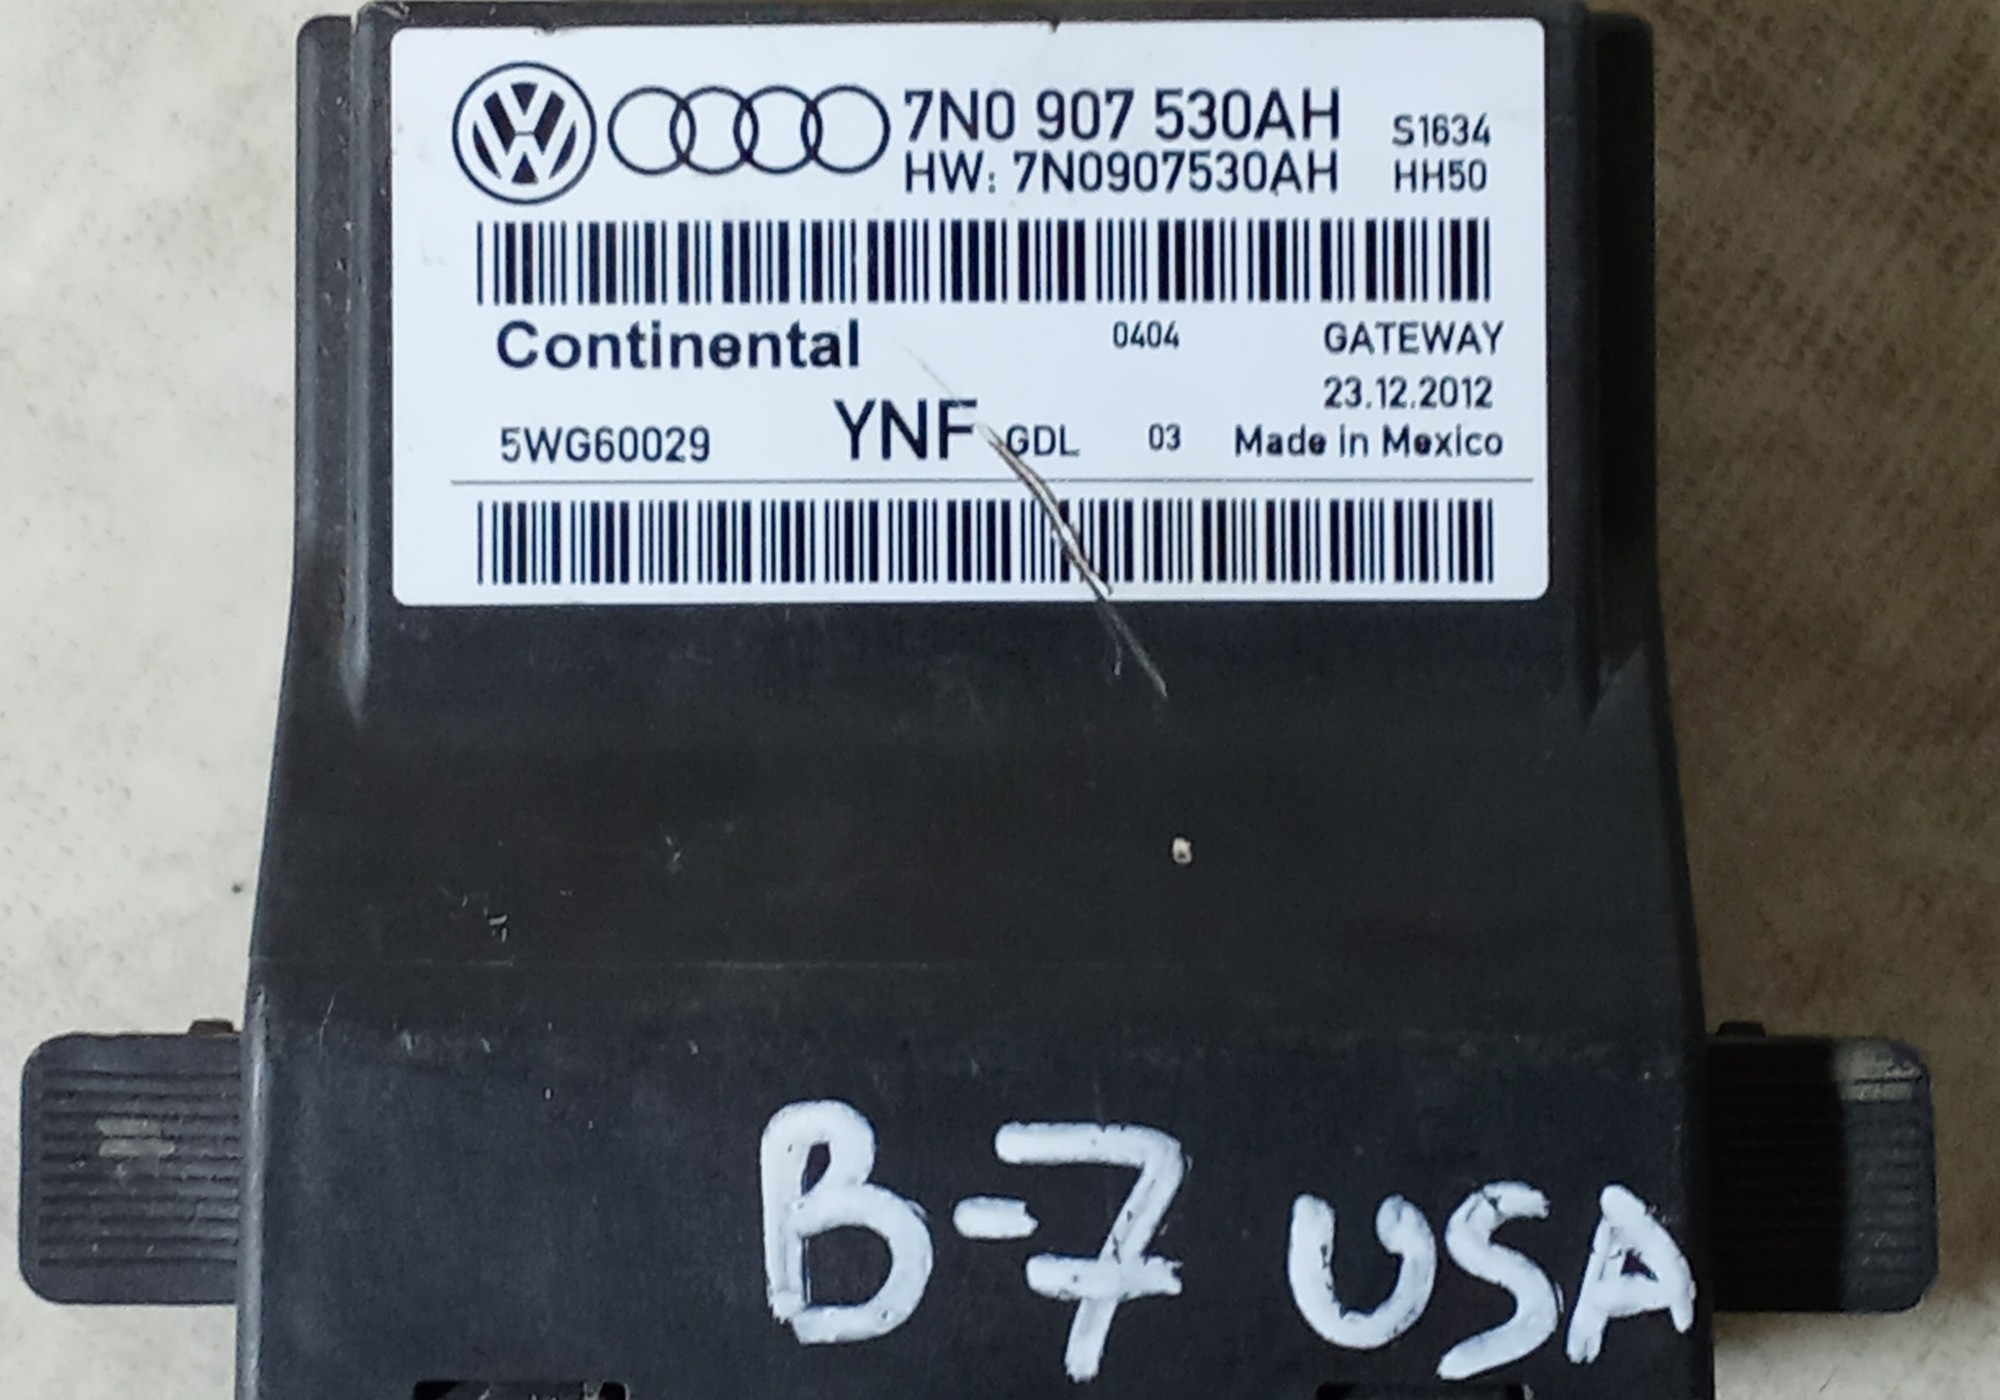 7N0 907 530AH S1634
HW: 7N0907530AH HH50
Continental 0404 GATEWAY
23.12.2012
5WG60029 YNF GDL 03 Made in Mexico
B-7 USA